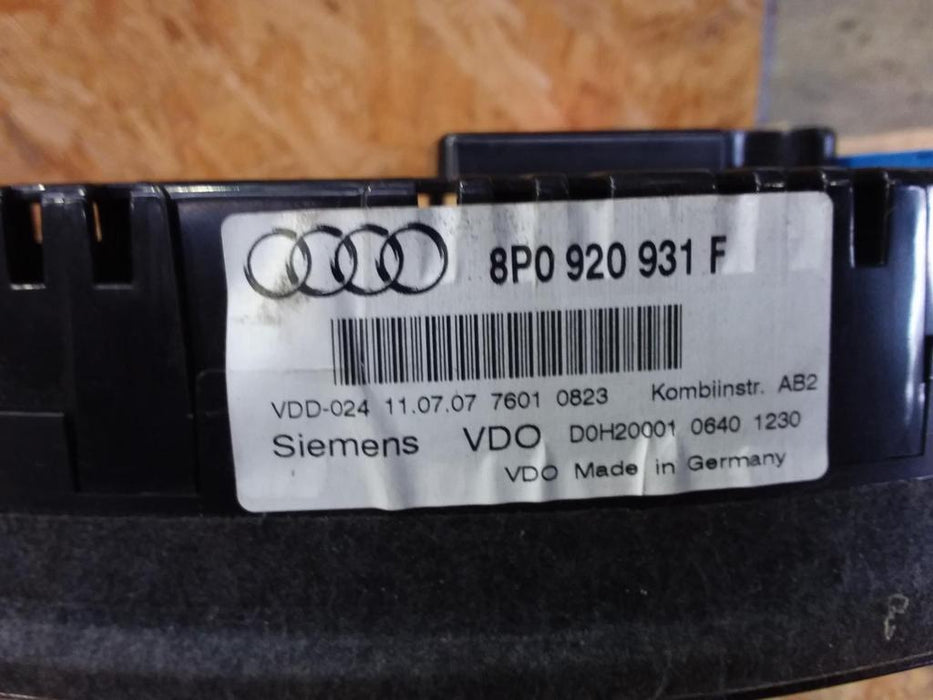 8P0 920 931 F
VDD-024 11.07.07 7601 0823 Kombiinstr. AB2
Siemens VDO D0H20001 0640 1230
VDO Made in Germany